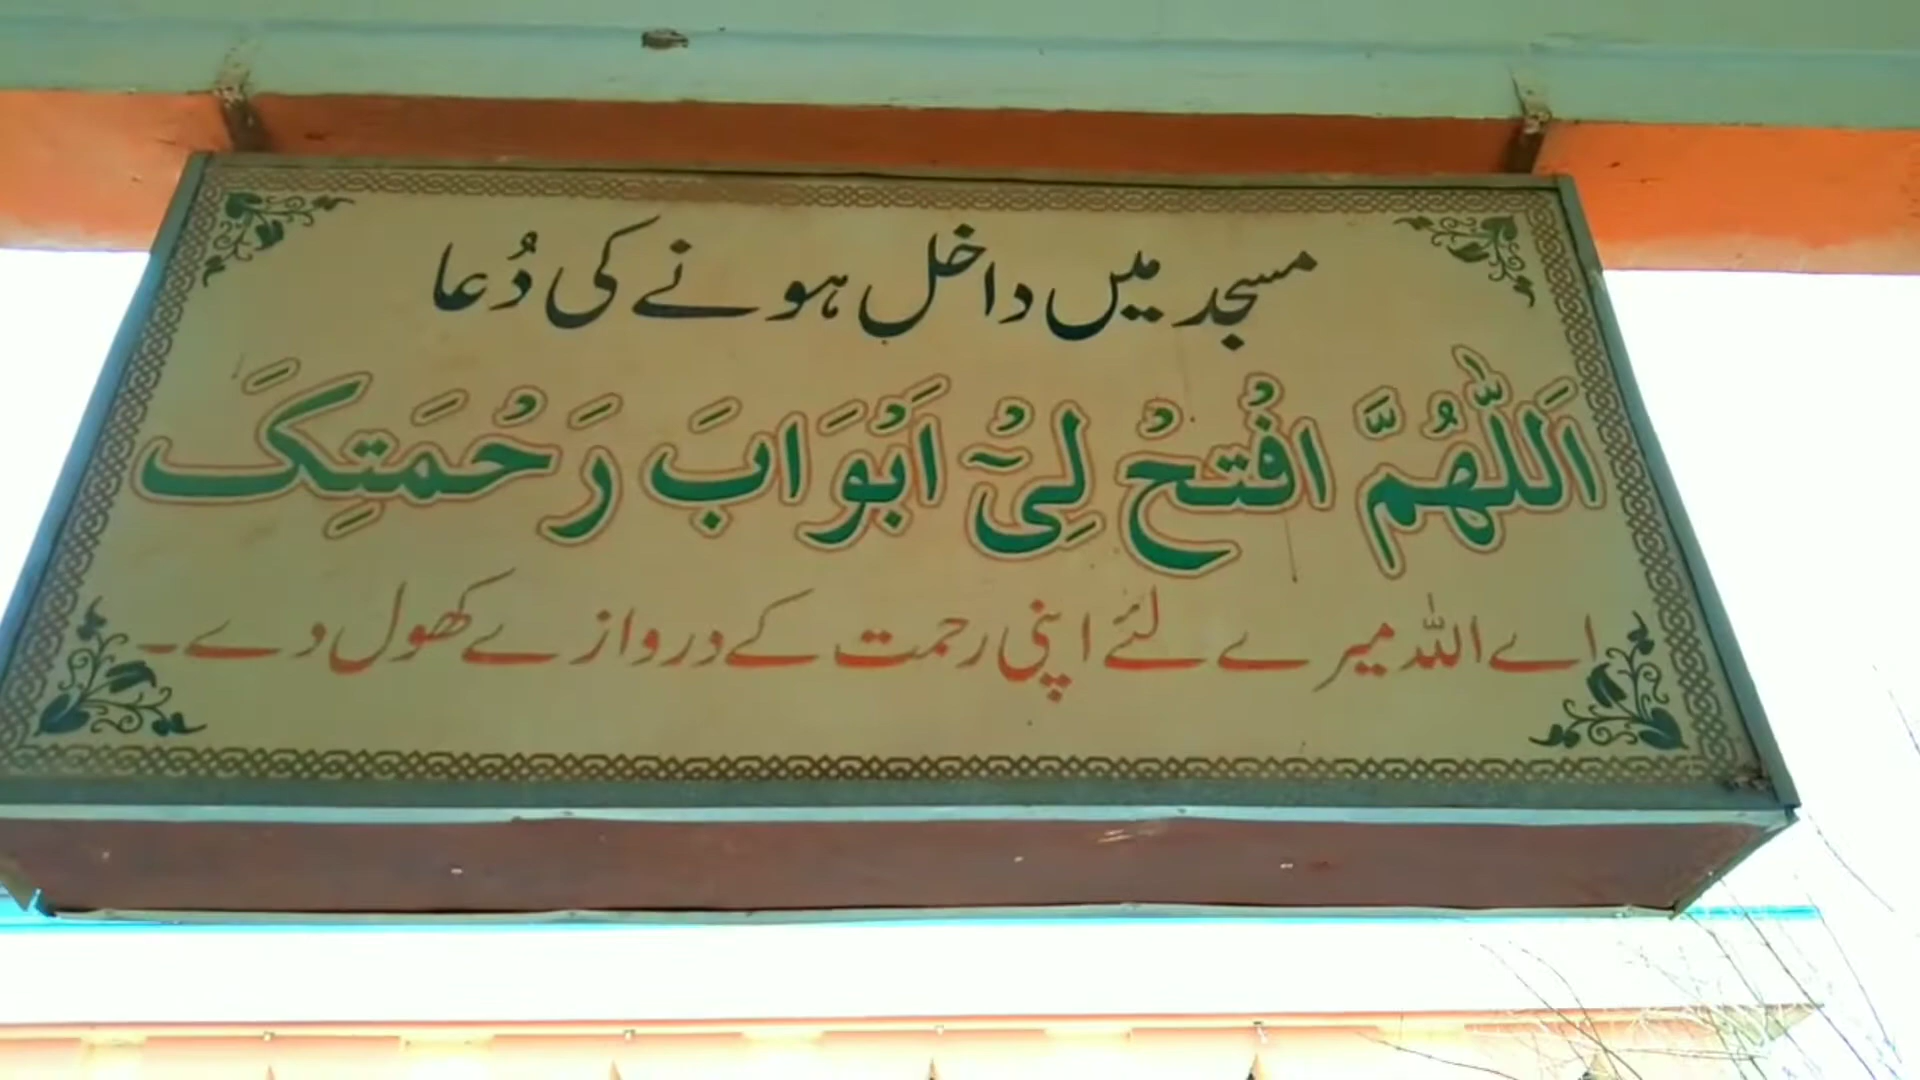 مسجد میں داخل ہونے کی دُعا
اَللّٰهُمَّ افْتَحْ لِیْۤ اَبْوَابَ رَحْمَتِکَ
اے اللہ میرے لئے اپنی رحمت کے دروازے کھول دے۔